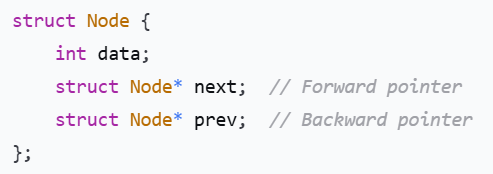 struct Node {
    int data;
    struct Node* next;  // Forward pointer
    struct Node* prev;  // Backward pointer
};